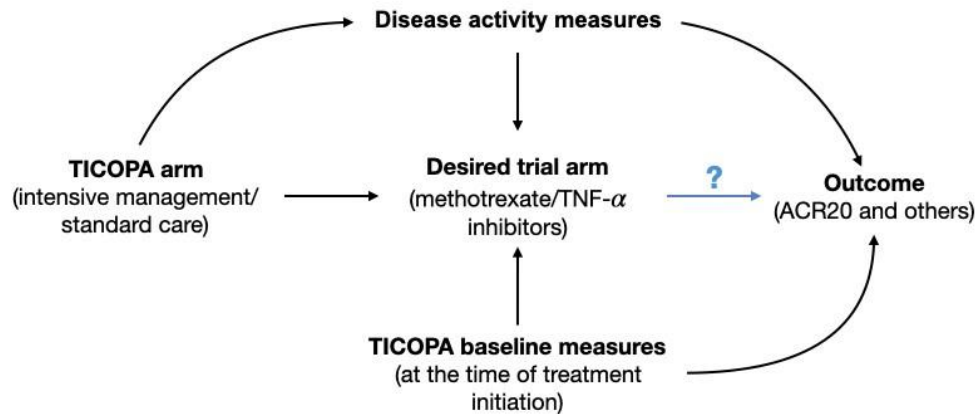 Disease activity measures
TICOPA arm
(intensive management/
standard care)
Desired trial arm
(methotrexate/TNF-α
inhibitors)
?
Outcome
(ACR20 and others)
TICOPA baseline measures
(at the time of treatment
initiation)